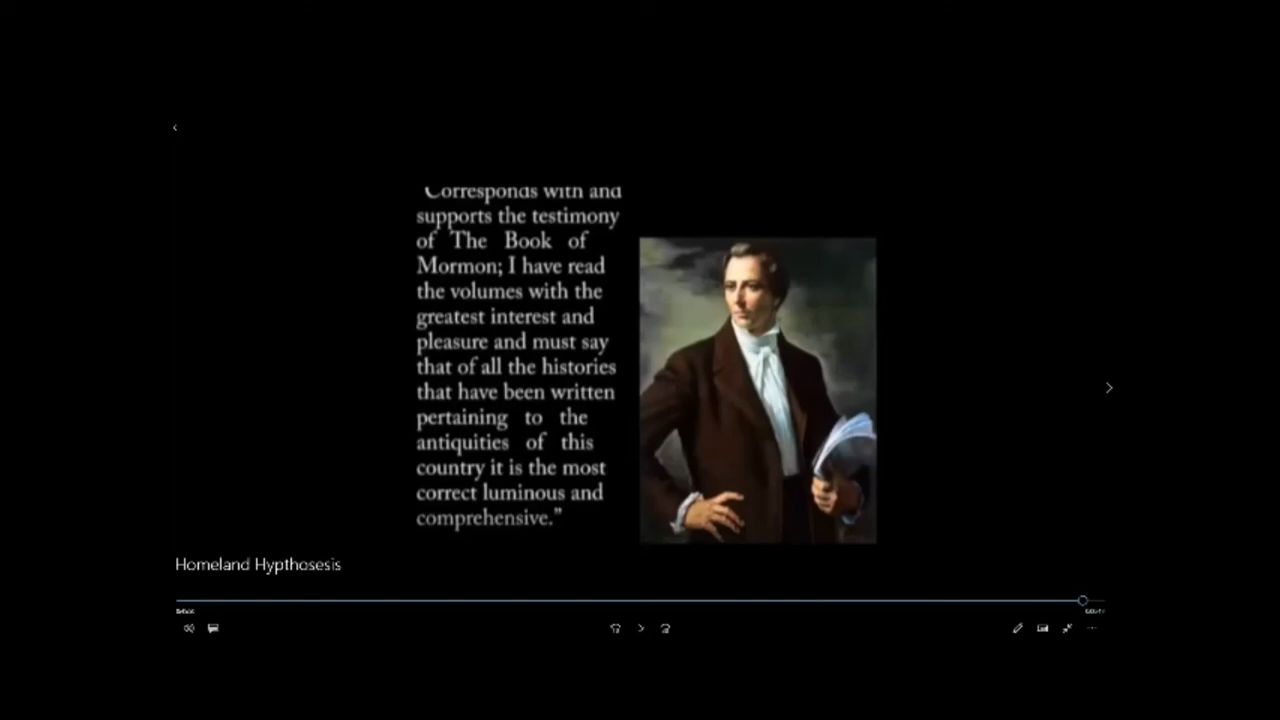 "Corresponds with and
supports the testimony
of The Book of
Mormon; I have read
the volumes with the
greatest interest and
pleasure and must say
that of all the histories
that have been written
pertaining to the
antiquities of this
country it is the most
correct luminous and
comprehensive."
Homeland Hypthosesis